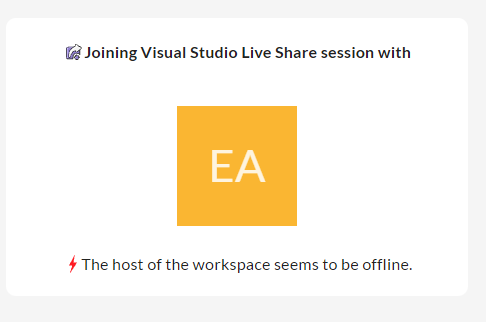 Joining Visual Studio Live Share session with
EA
The host of the workspace seems to be offline.